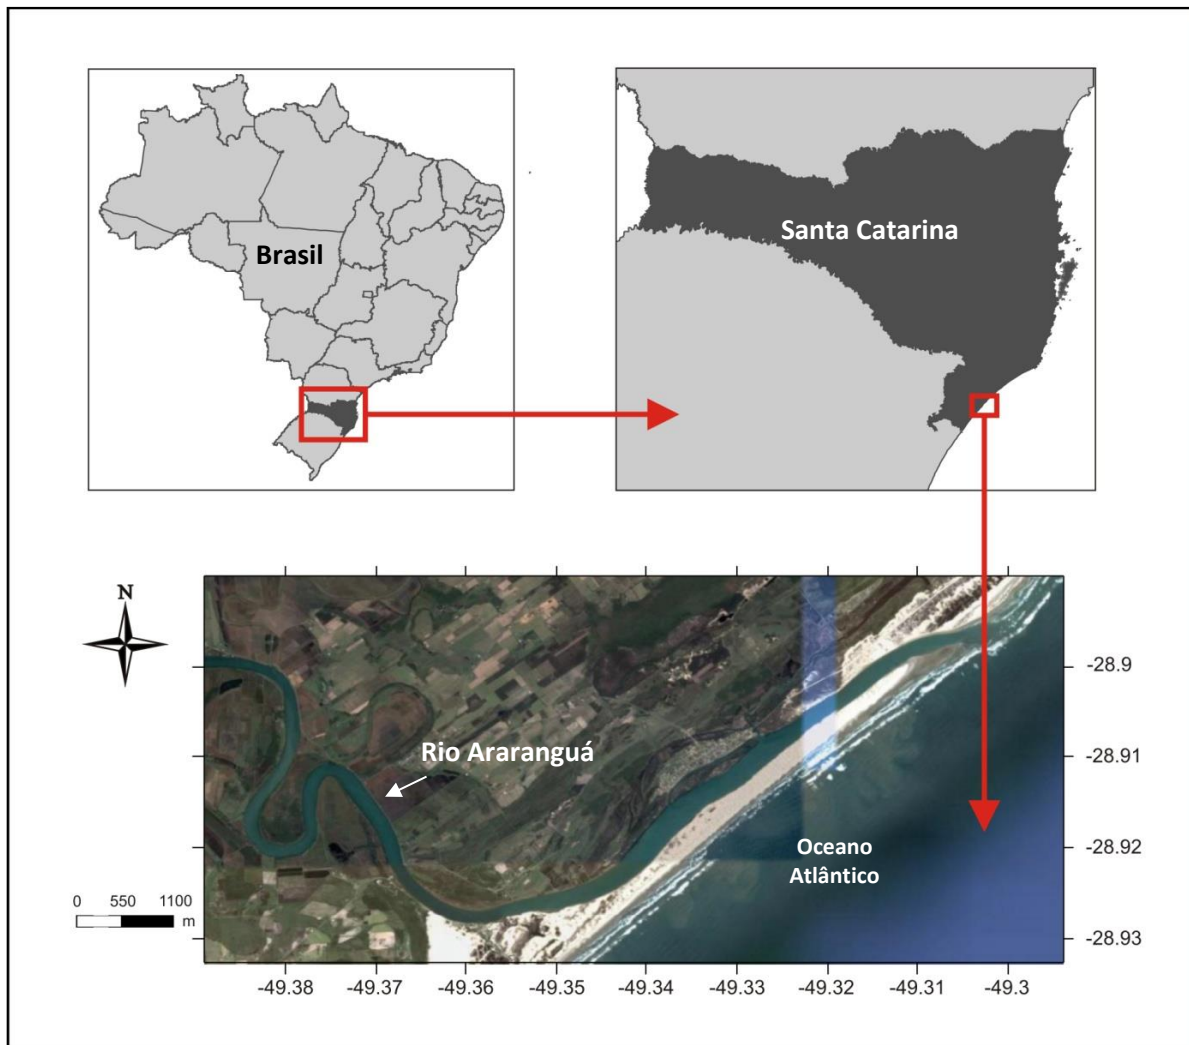 Brasil
Santa Catarina
N
Rio Araranguá
Oceano
Atlântico
0 550 1100
m
-28.9
-28.91
-28.92
-28.93
-49.38 -49.37 -49.36 -49.35 -49.34 -49.33 -49.32 -49.31 -49.3